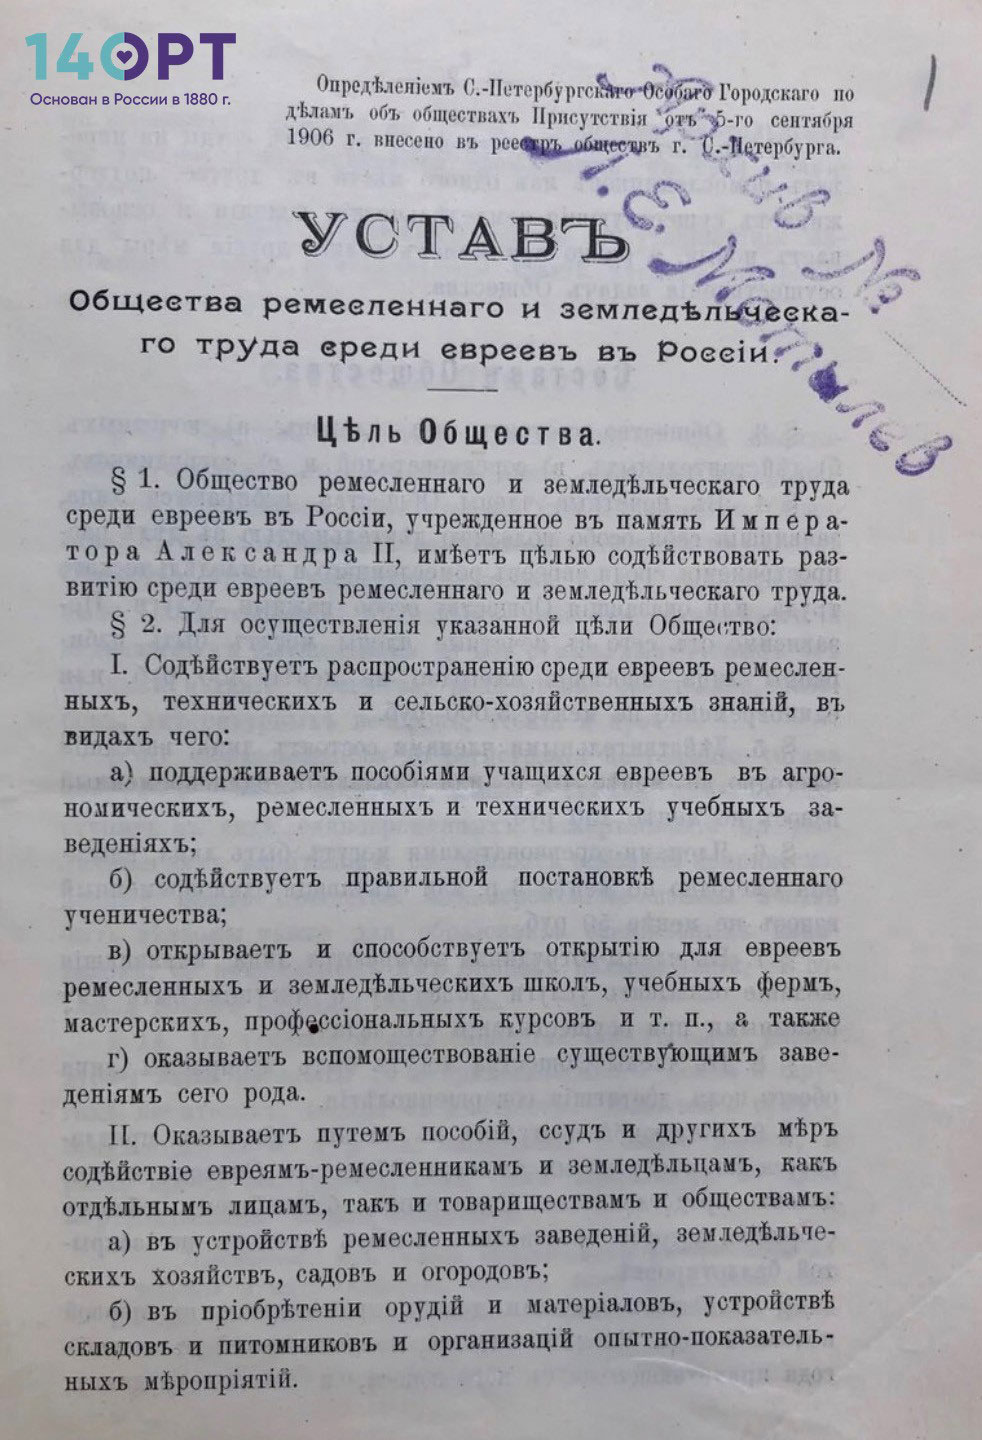 140РТ
Основан в России в 1880 г.
1
Опредѣленіемъ С.-Петербургскаго Особаго Городскаго по
дѣламъ объ обществахъ Присутствія отъ 5-го сентября
1906 г. внесено въ реестръ обществъ г. С.-Петербурга.
Архив №
І. Є. Мотылев
УСТАВЪ
Общества ремесленнаго и земледѣльческа-
го труда среди евреевъ въ Россіи.
Цѣль Общества.
§ 1. Общество ремесленнаго и земледѣльческаго труда
среди евреевъ въ Россіи, учрежденное въ память Импера-
тора Александра II, имѣетъ цѣлью содѣйствовать раз-
витію среди евреевъ ремесленнаго и земледѣльческаго труда.
§ 2. Для осуществленія указанной цѣли Общество:
I. Содѣйствуетъ распространенію среди евреевъ ремеслен-
ныхъ, техническихъ и сельско-хозяйственныхъ знаній, въ
видахъ чего:
а) поддерживаетъ пособіями учащихся евреевъ въ агро-
номическихъ, ремесленныхъ и техническихъ учебныхъ за-
веденіяхъ;
б) содѣйствуетъ правильной постановкѣ ремесленнаго
ученичества;
в) открываетъ и способствуетъ открытію для евреевъ
ремесленныхъ и земледѣльческихъ школъ, учебныхъ фермъ,
мастерскихъ, профессіональныхъ курсовъ и т. п., а также
г) оказываетъ вспомоществованіе существующимъ заве-
деніямъ сего рода.
II. Оказываетъ путемъ пособій, ссудъ и другихъ мѣръ
содѣйствіе евреямъ-ремесленникамъ и земледѣльцамъ, какъ
отдѣльнымъ лицамъ, такъ и товариществамъ и обществамъ:
а) въ устройствѣ ремесленныхъ заведеній, земледѣльче-
скихъ хозяйствъ, садовъ и огородовъ;
б) въ пріобрѣтеніи орудій и матеріаловъ, устройствѣ
складовъ и питомниковъ и организацій опытно-показатель-
ныхъ мѣропріятій.